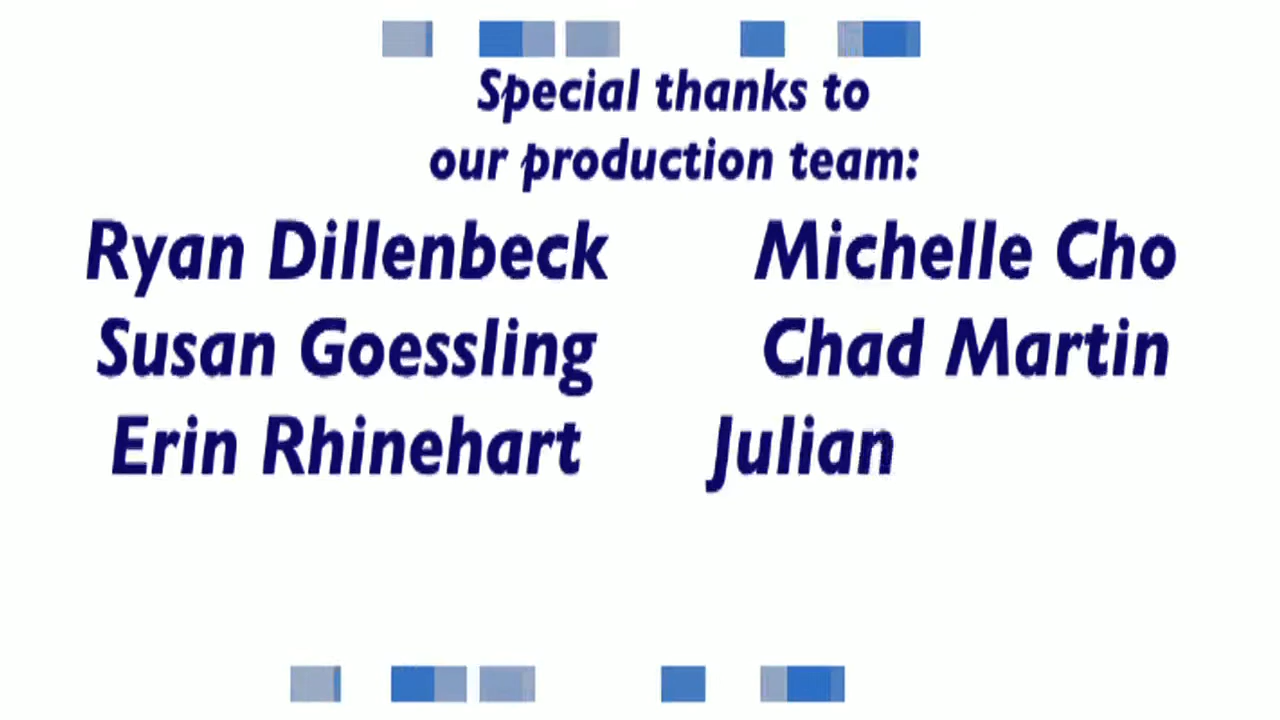 Special thanks to
our production team:
Ryan Dillenbeck Michelle Cho
Susan Goessling Chad Martin
Erin Rhinehart Julian